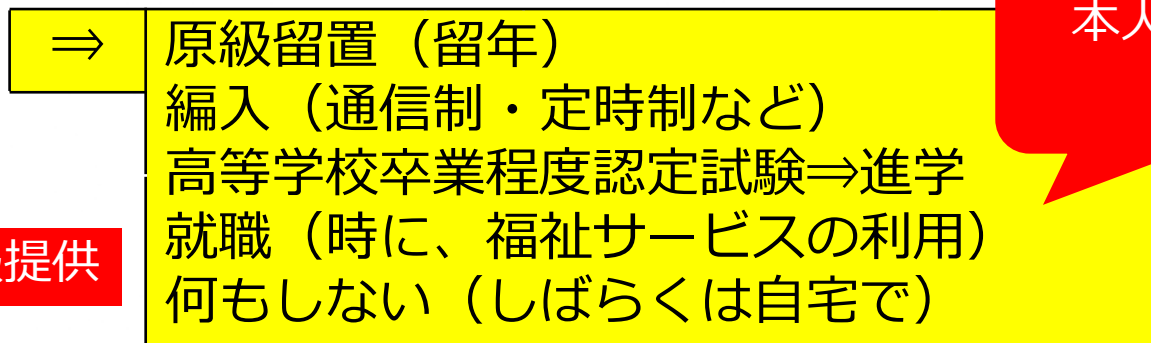 本人
⇒ 原級留置（留年）
編入（通信制・定時制など）
高等学校卒業程度認定試験⇒進学
就職（時に、福祉サービスの利用）
提供
何もしない（しばらくは自宅で）